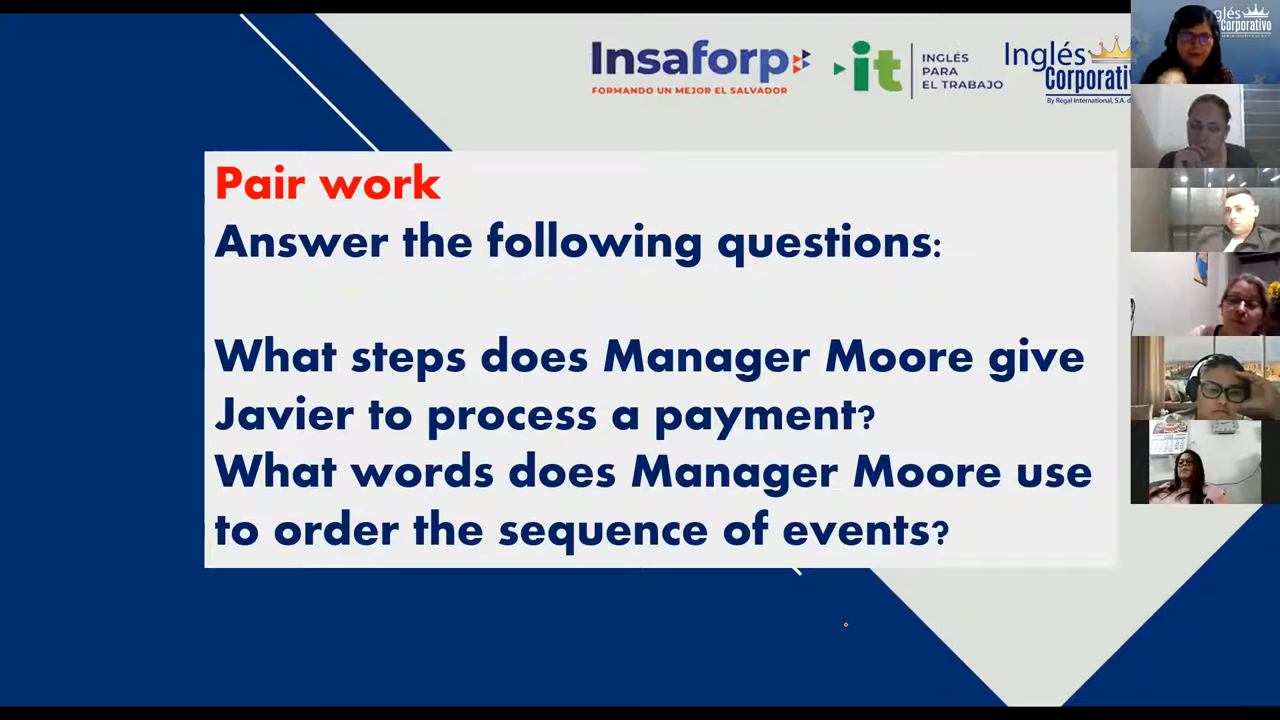 Insaforp
FORMANDO UN MEJOR EL SALVADOR
it
INGLÉS
PARA
EL TRABAJO
Inglés
Corporativ
By Regal International, S.A. d
glés
Corporativo
Pair work
Answer the following questions:
What steps does Manager Moore give
Javier to process a payment?
What words does Manager Moore use
to order the sequence of events?